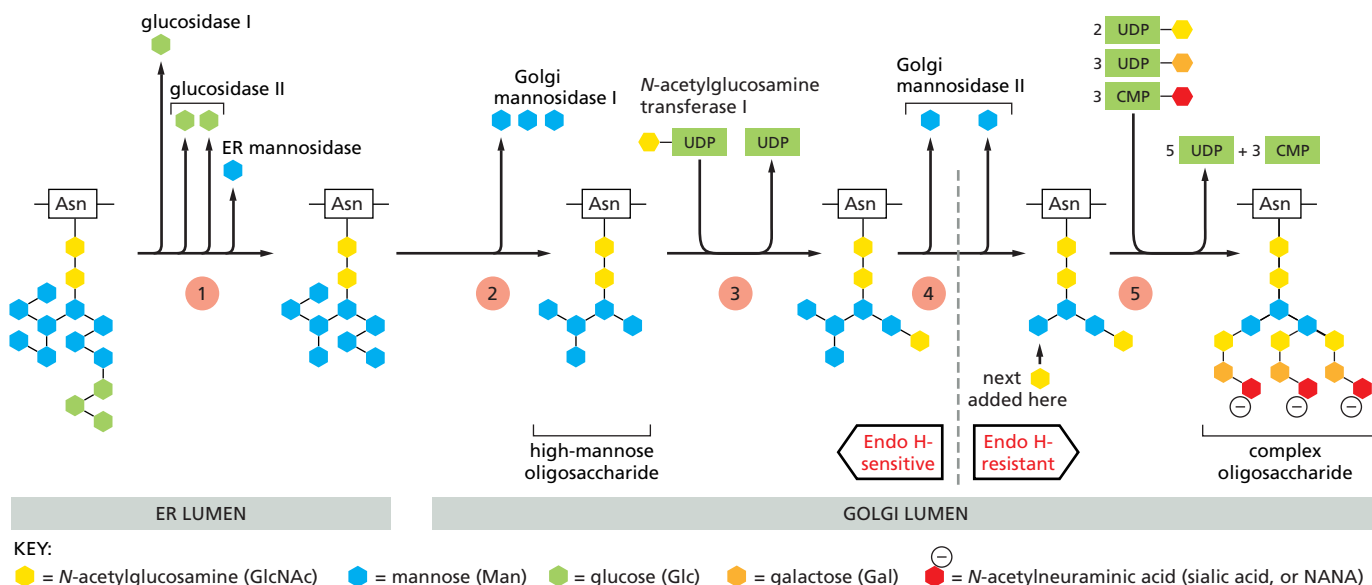 glucosidase I
glucosidase II
ER mannosidase
Golgi
mannosidase I
N-acetylglucosamine
transferase I
UDP
UDP
Golgi
mannosidase II
2 UDP
3 UDP
3 CMP
5 UDP + 3 CMP
Asn
Asn
Asn
Asn
Asn
Asn
1
2
3
4
5
next
added here
high-mannose
oligosaccharide
Endo H-
sensitive
Endo H-
resistant
complex
oligosaccharide
ER LUMEN
GOLGI LUMEN
KEY:
= N-acetylglucosamine (GlcNAc)
= mannose (Man)
= glucose (Glc)
= galactose (Gal)
= N-acetylneuraminic acid (sialic acid, or NANA)